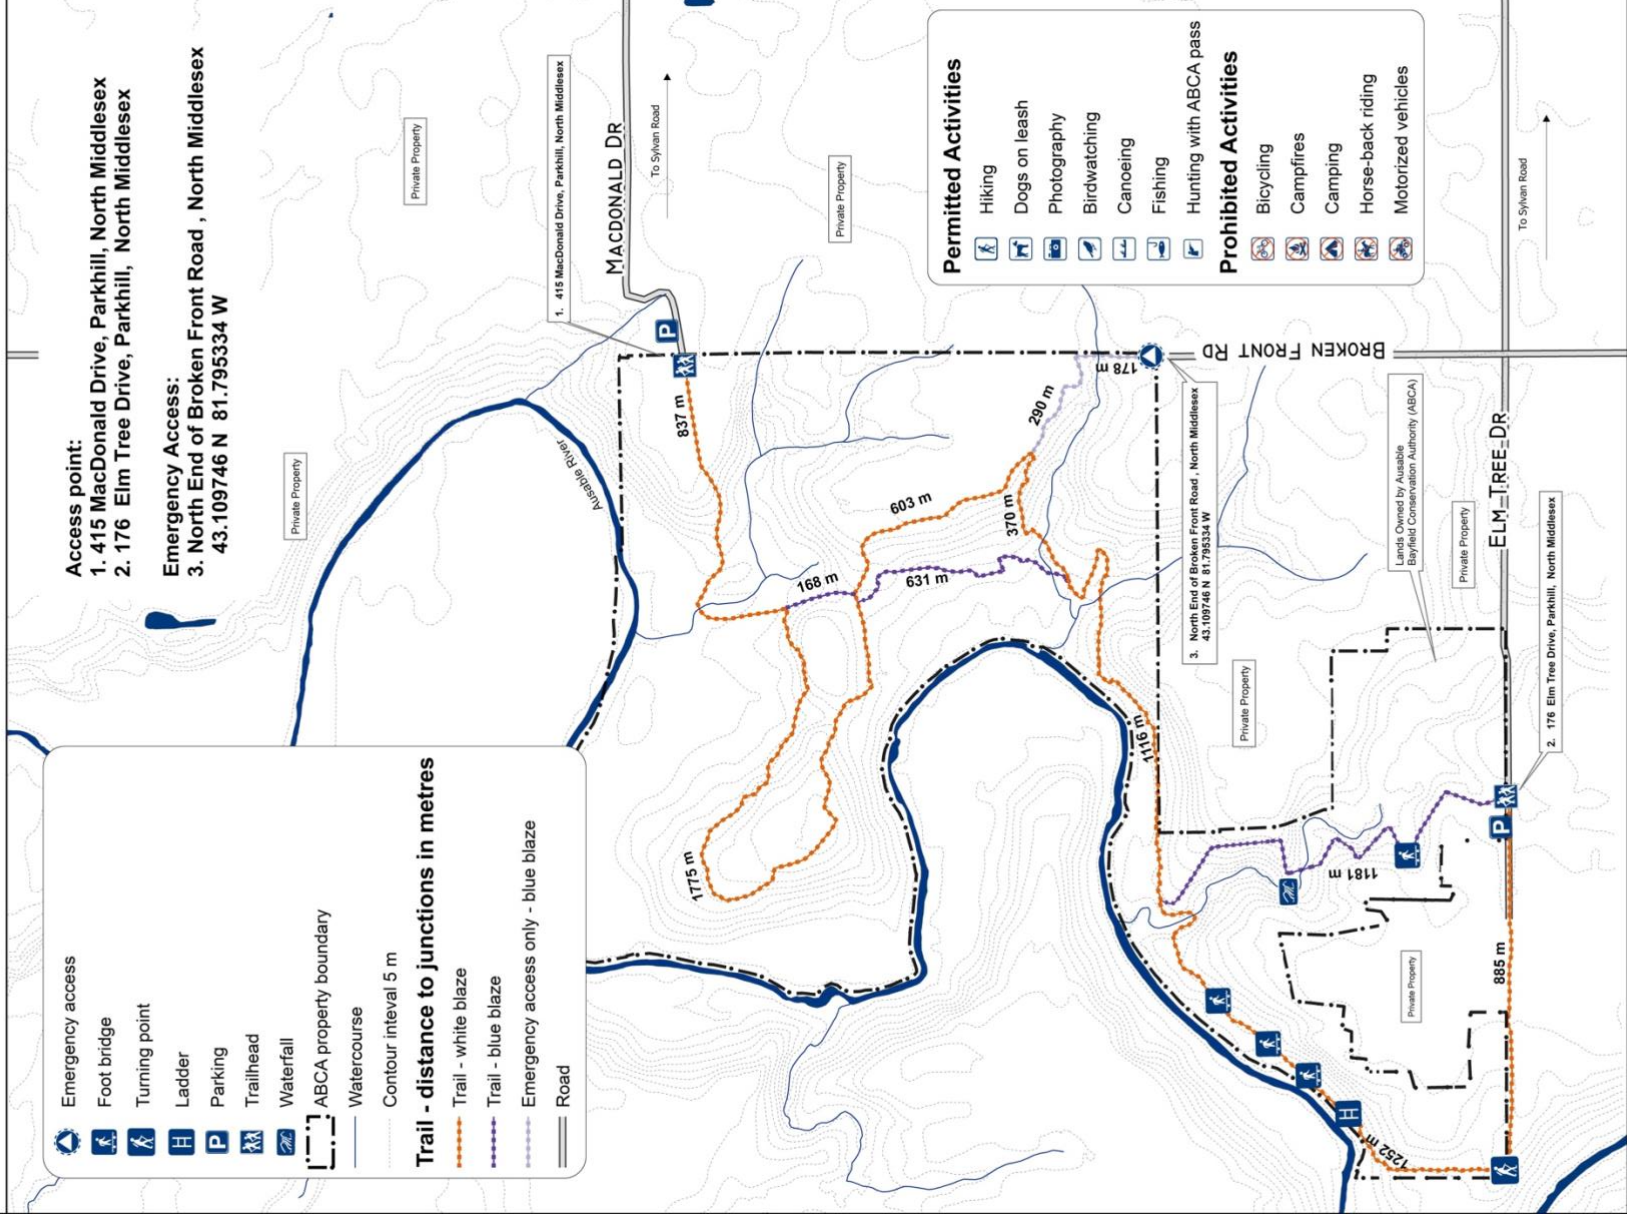 Access point:
1. 415 MacDonald Drive, Parkhill, North Middlesex
2. 176 Elm Tree Drive, Parkhill, North Middlesex
Emergency Access:
3. North End of Broken Front Road , North Middlesex
43.109746 N 81.795334 W
Private Property
Private Property
Ausable River
1. 415 MacDonald Drive, Parkhill, North Middlesex
MACDONALD DR
To Sylvan Road
P
Private Property
837 m
168 m
603 m
631 m
370 m
290 m
178 m
1775 m
1116 m
BROKEN FRONT RD
3. North End of Broken Front Road , North Middlesex
43.109746 N 81.795334 W
Private Property
Lands Owned by Ausable
Bayfield Conservation Authority (ABCA)
Private Property
ELM TREE DR
To Sylvan Road
2. 176 Elm Tree Drive, Parkhill, North Middlesex
P
1181 m
Private Property
885 m
H
1252 m
Emergency access
Foot bridge
Turning point
H Ladder
P Parking
Trailhead
Waterfall
ABCA property boundary
Watercourse
Contour inteval 5 m
Trail - distance to junctions in metres
Trail - white blaze
Trail - blue blaze
Emergency access only - blue blaze
Road
Permitted Activities
Hiking
Dogs on leash
Photography
Birdwatching
Canoeing
Fishing
Hunting with ABCA pass
Prohibited Activities
Bicycling
Campfires
Camping
Horse-back riding
Motorized vehicles